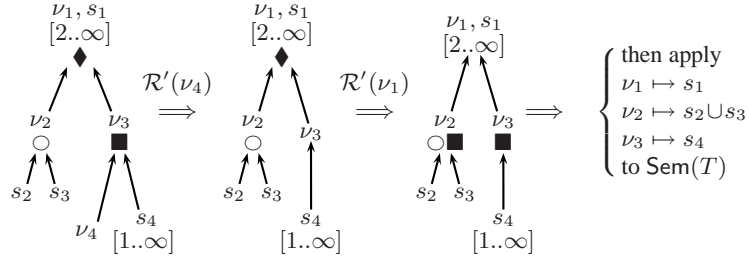 ν₁, s₁
[2..∞]
ν₂ ν₃
s₂ s₃
ν₄
s₄
[1..∞]
R′(ν₄)
⟹
ν₁, s₁
[2..∞]
ν₂ ν₃
s₂ s₃
s₄
[1..∞]
R′(ν₁)
⟹
ν₁, s₁
[2..∞]
ν₂ ν₃
s₂ s₃
s₄
[1..∞]
⟹
then apply
ν₁ ↦ s₁
ν₂ ↦ s₂ ∪ s₃
ν₃ ↦ s₄
to Sem(T)